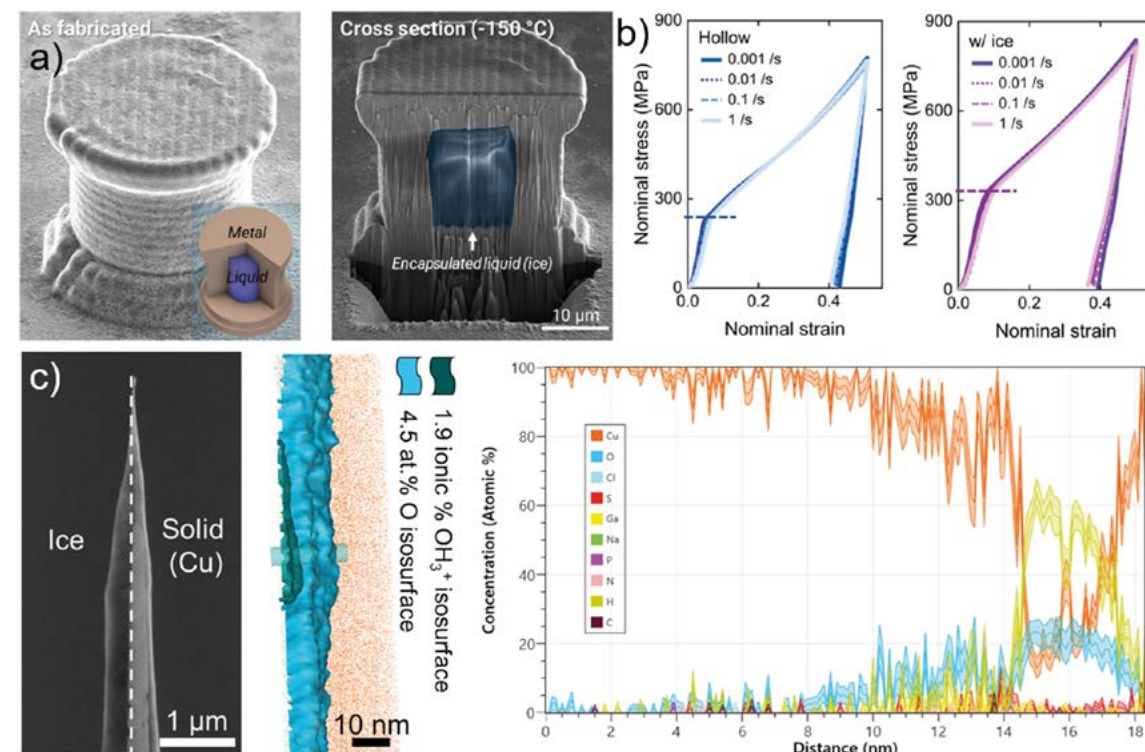 a)
As fabricated
Metal
Liquid
Cross section (-150 °C)
Encapsulated liquid (ice)
10 µm
b)
900
600
300
0
Nominal stress (MPa)
Hollow
0.001 /s
0.01 /s
0.1 /s
1 /s
0.0
0.2
0.4
Nominal strain
900
600
300
0
Nominal stress (MPa)
w/ ice
0.001 /s
0.01 /s
0.1 /s
1 /s
0.0
0.2
0.4
Nominal strain
c)
Ice
Solid
(Cu)
1 µm
1.9 ionic % OH₃⁺ isosurface
4.5 at.% O isosurface
10 nm
Concentration (Atomic %)
100
80
60
40
20
0
Cu
O
Cl
S
Ga
Na
P
N
H
C
0
2
4
6
8
10
12
14
16
18
Distance (nm)